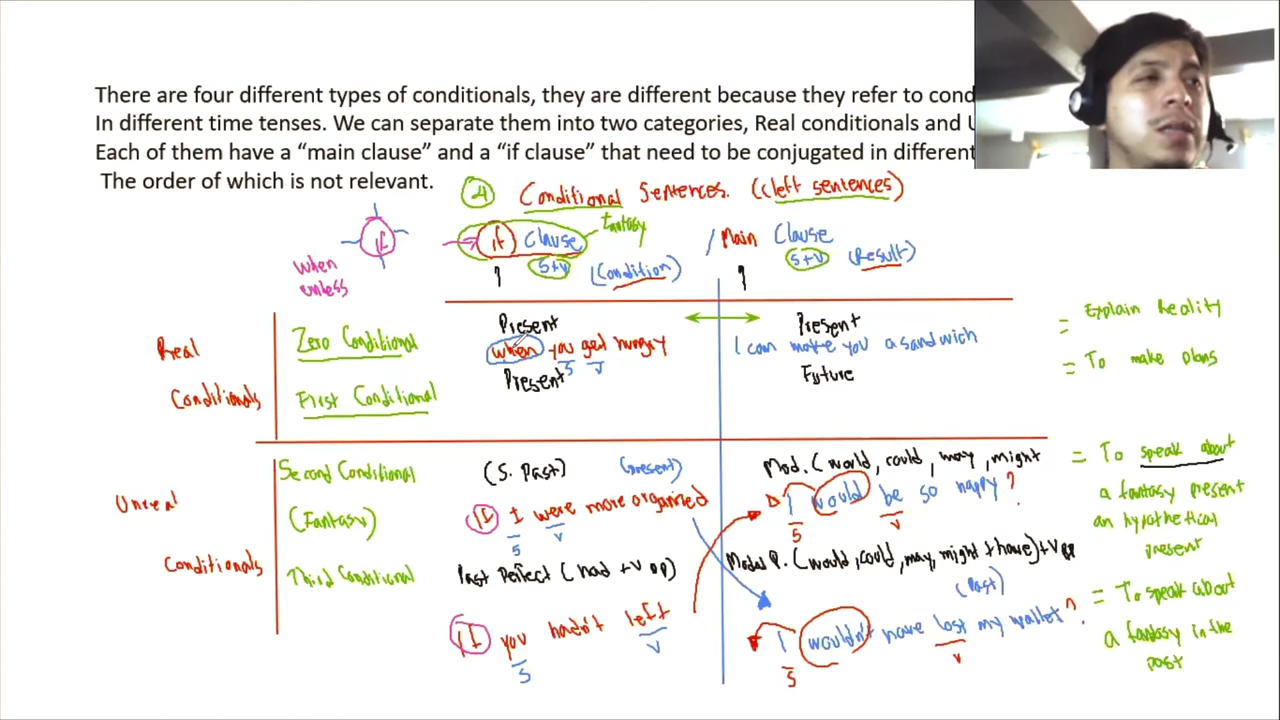 There are four different types of conditionals, they are different because they refer to cond
In different time tenses. We can separate them into two categories, Real conditionals and U
Each of them have a “main clause” and a “if clause” that need to be conjugated in different
The order of which is not relevant.
4 Conditional Sentences. (cleft sentences)
if
when
unless
if Clause
fantasy
S+V (Condition)
/ Main Clause
S+V (Result)
Real
Conditionals
Zero Conditional
Present
Present
= Explain Reality
when you get hungry
S V
I can make you a sandwich
First Conditional
Present
Future
= To make plans
Unreal
Conditionals
Second Conditional
(Fantasy)
(S. Past) (present)
Mod. (would, could, may, might
If I were more organized
S V
I would be so happy?
S V
= To speak about
a fantasy present
an hypothetical
present
Third Conditional
Past Perfect (had + V pp)
Modal P. (would, could, may, might + have) + V pp
(Past)
If you hadn't left
S V
I wouldn't have lost my wallet?
S V
= To speak about
a fantasy in the
past